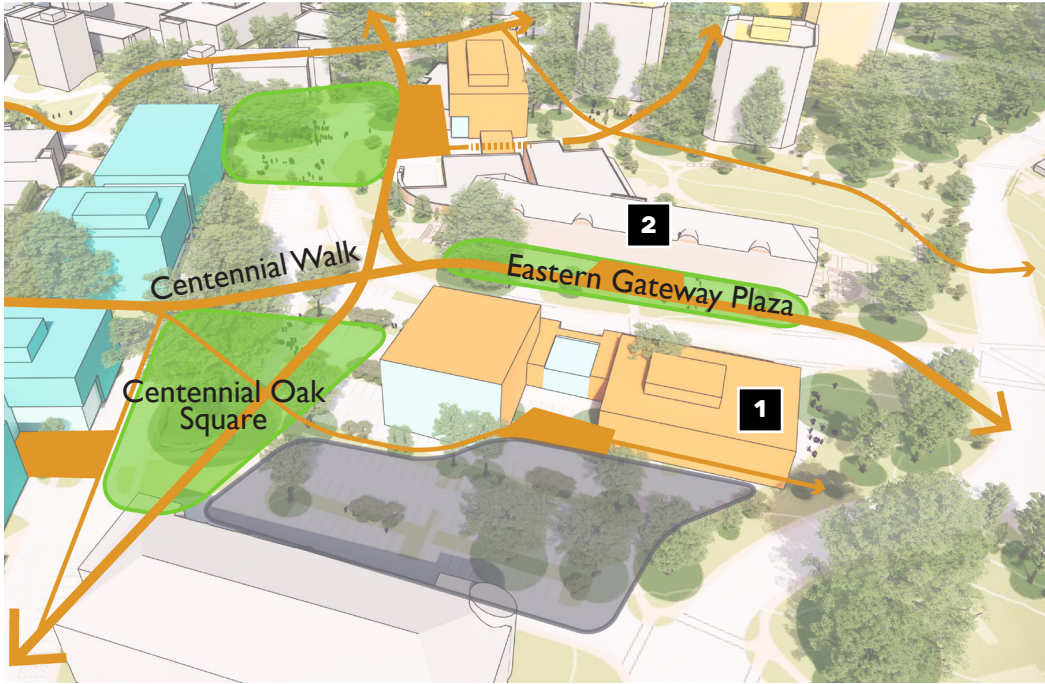 2
Centennial Walk
Eastern Gateway Plaza
Centennial Oak
Square
1